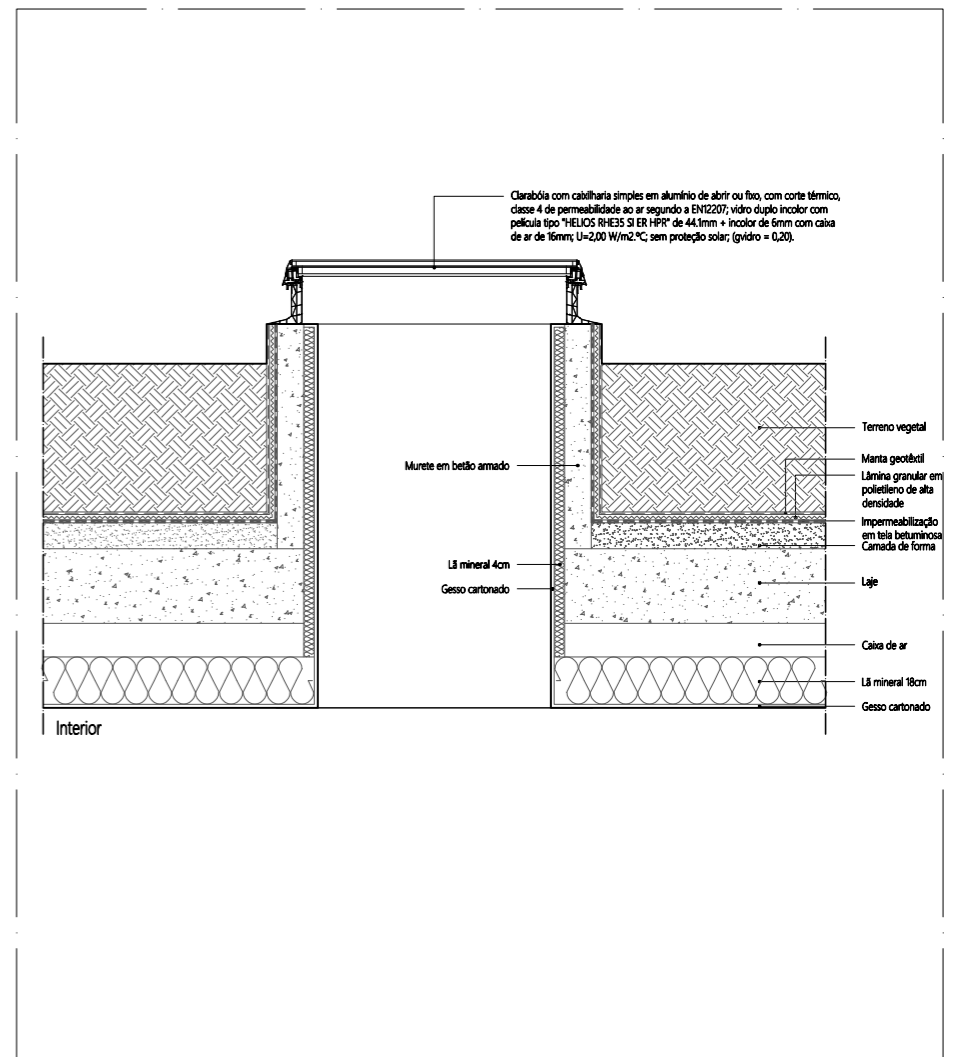 Clarabóia com caixilharia simples em alumínio de abrir ou fixo, com corte térmico,
classe 4 de permeabilidade ao ar segundo a EN12207; vidro duplo incolor com
película tipo "HELIOS RHE35 SI ER HPR" de 44.1mm + incolor de 6mm com caixa
de ar de 16mm; U=2,00 W/m2.ºC; sem proteção solar; (gvidro = 0,20).
Terreno vegetal
Murete em betão armado
Manta geotêxtil
Lâmina granular em
polietileno de alta
densidade
Impermeabilização
em tela betuminosa
Camada de forma
Lã mineral 4cm
Laje
Gesso cartonado
Caixa de ar
Lã mineral 18cm
Gesso cartonado
Interior